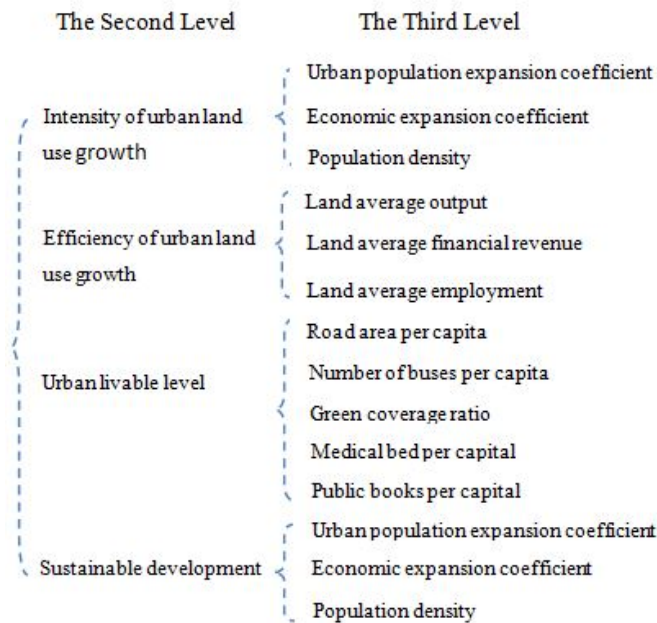 The Second Level
The Third Level
Intensity of urban land
use growth
Urban population expansion coefficient
Economic expansion coefficient
Population density
Efficiency of urban land
use growth
Land average output
Land average financial revenue
Land average employment
Urban livable level
Road area per capita
Number of buses per capita
Green coverage ratio
Medical bed per capital
Public books per capital
Sustainable development
Urban population expansion coefficient
Economic expansion coefficient
Population density